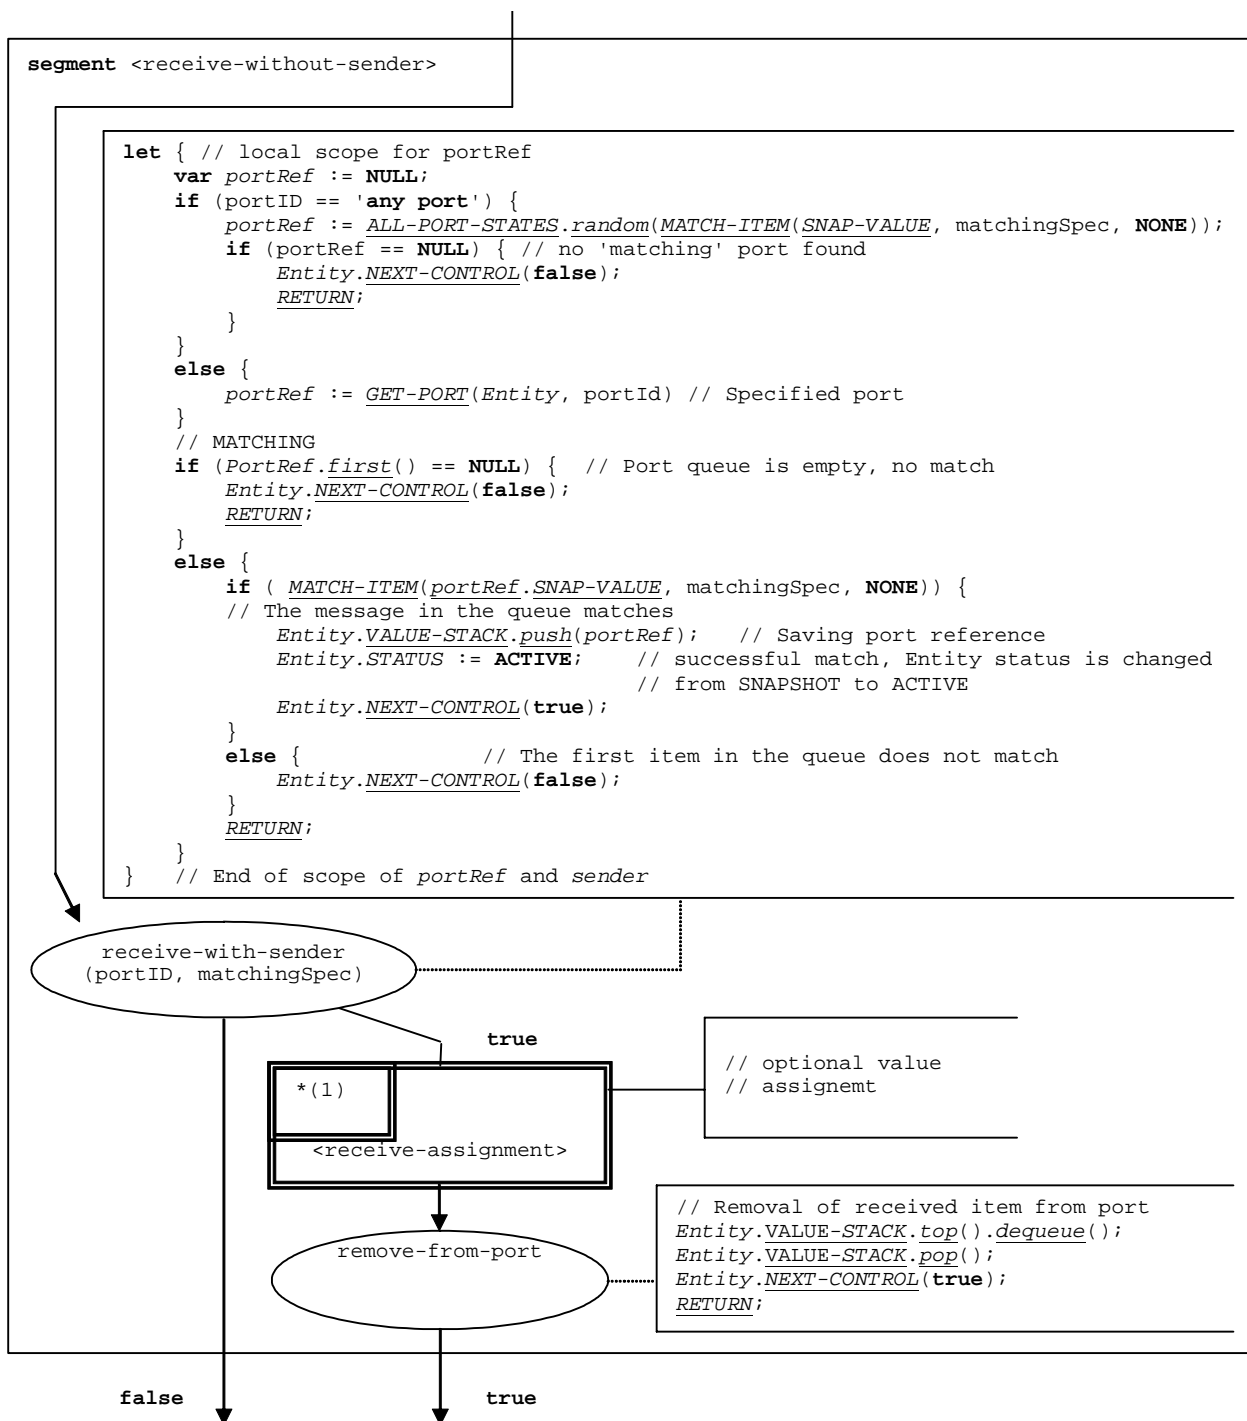 segment <receive-without-sender>
let { // local scope for portRef
var portRef := NULL;
if (portID == 'any port') {
portRef := ALL-PORT-STATES.random(MATCH-ITEM(SNAP-VALUE, matchingSpec, NONE));
if (portRef == NULL) { // no 'matching' port found
Entity.NEXT-CONTROL(false);
RETURN;
}
}
else {
portRef := GET-PORT(Entity, portId) // Specified port
}
// MATCHING
if (PortRef.first() == NULL) { // Port queue is empty, no match
Entity.NEXT-CONTROL(false);
RETURN;
}
else {
if ( MATCH-ITEM(portRef.SNAP-VALUE, matchingSpec, NONE)) {
// The message in the queue matches
Entity.VALUE-STACK.push(portRef); // Saving port reference
Entity.STATUS := ACTIVE; // successful match, Entity status is changed
// from SNAPSHOT to ACTIVE
Entity.NEXT-CONTROL(true);
}
else { // The first item in the queue does not match
Entity.NEXT-CONTROL(false);
}
RETURN;
}
} // End of scope of portRef and sender
receive-with-sender
(portID, matchingSpec)
true
// optional value
// assignemt
*(1)
<receive-assignment>
// Removal of received item from port
Entity.VALUE-STACK.top().dequeue();
Entity.VALUE-STACK.pop();
Entity.NEXT-CONTROL(true);
RETURN;
remove-from-port
false
true